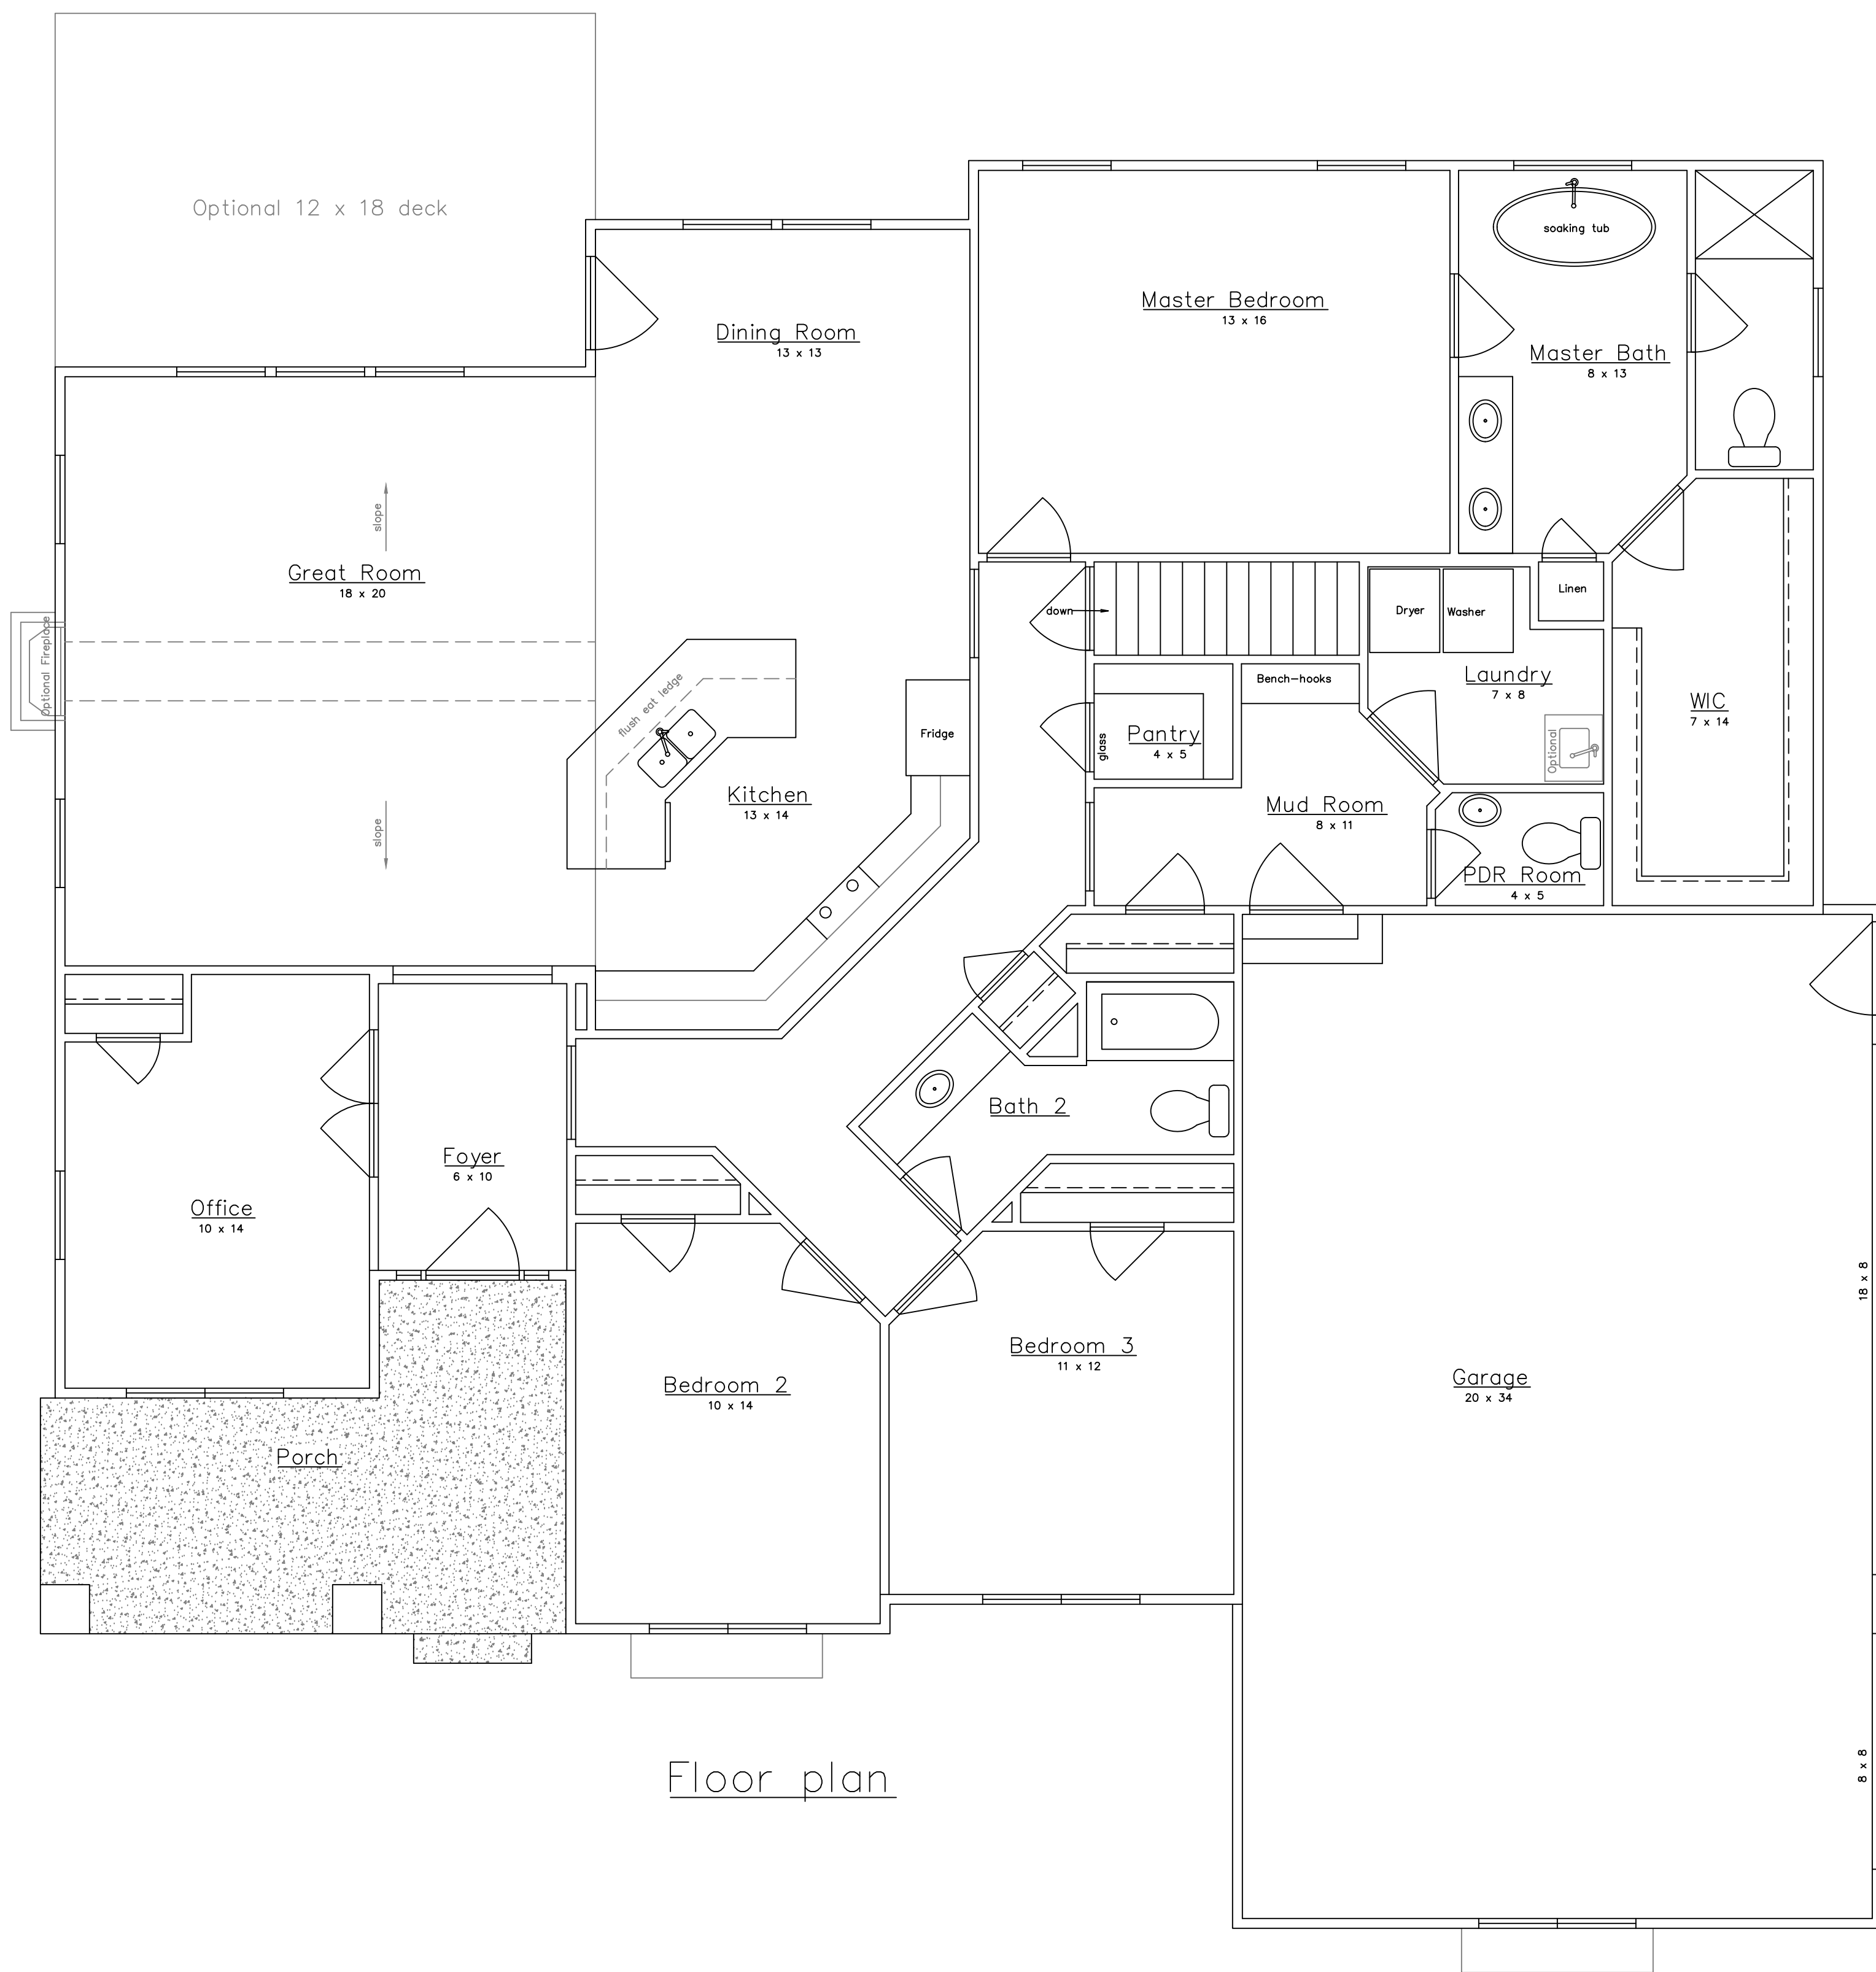 Optional 12 x 18 deck
soaking tub
Master Bedroom
13 x 16
Dining Room
13 x 13
Master Bath
8 x 13
slope
Great Room
18 x 20
Optional Fireplace
down
Dryer
Washer
Linen
flush eat ledge
Bench-hooks
Laundry
7 x 8
WIC
7 x 14
Fridge
glass
Pantry
4 x 5
Optional
Kitchen
13 x 14
Mud Room
8 x 11
slope
PDR Room
4 x 5
Bath 2
Foyer
6 x 10
Office
10 x 14
18 x 8
Bedroom 3
11 x 12
Bedroom 2
10 x 14
Garage
20 x 34
Porch
8 x 8
Floor plan